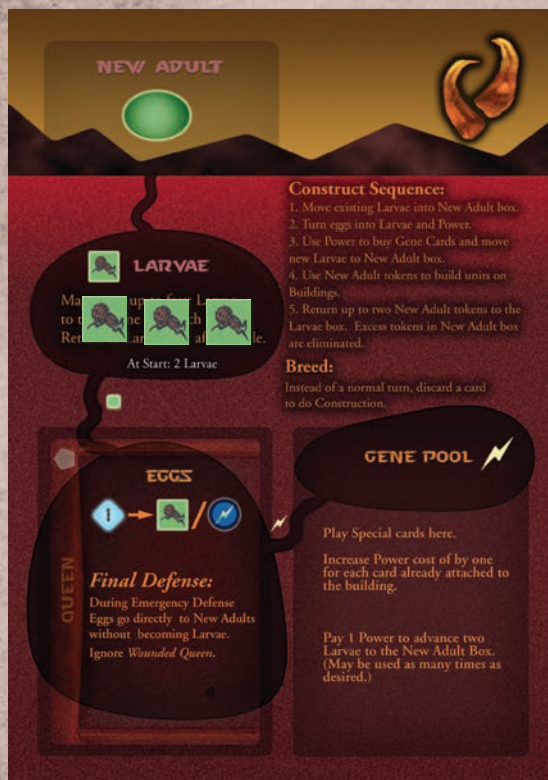 NEW ADULT
Construct Sequence:
1. Move existing Larvae into New Adult box.
2. Turn eggs into Larvae and Power.
3. Use Power to buy Gene Cards and move
new Larvae to New Adult box.
4. Use New Adult tokens to build units on
Buildings.
5. Return up to two New Adult tokens to the
Larvae box. Excess tokens in New Adult box
are eliminated.
Breed:
Instead of a normal turn, discard a card
to do Construction.
LARVAE
At Start: 2 Larvae
QUEEN
EGGS
1
/
Final Defense:
During Emergency Defense
Eggs go directly to New Adults
without becoming Larvae.
Ignore Wounded Queen.
GENE POOL
Play Special cards here.
Increase Power cost of by one
for each card already attached to
the building.
Pay 1 Power to advance two
Larvae to the New Adult Box.
(May be used as many times as
desired.)